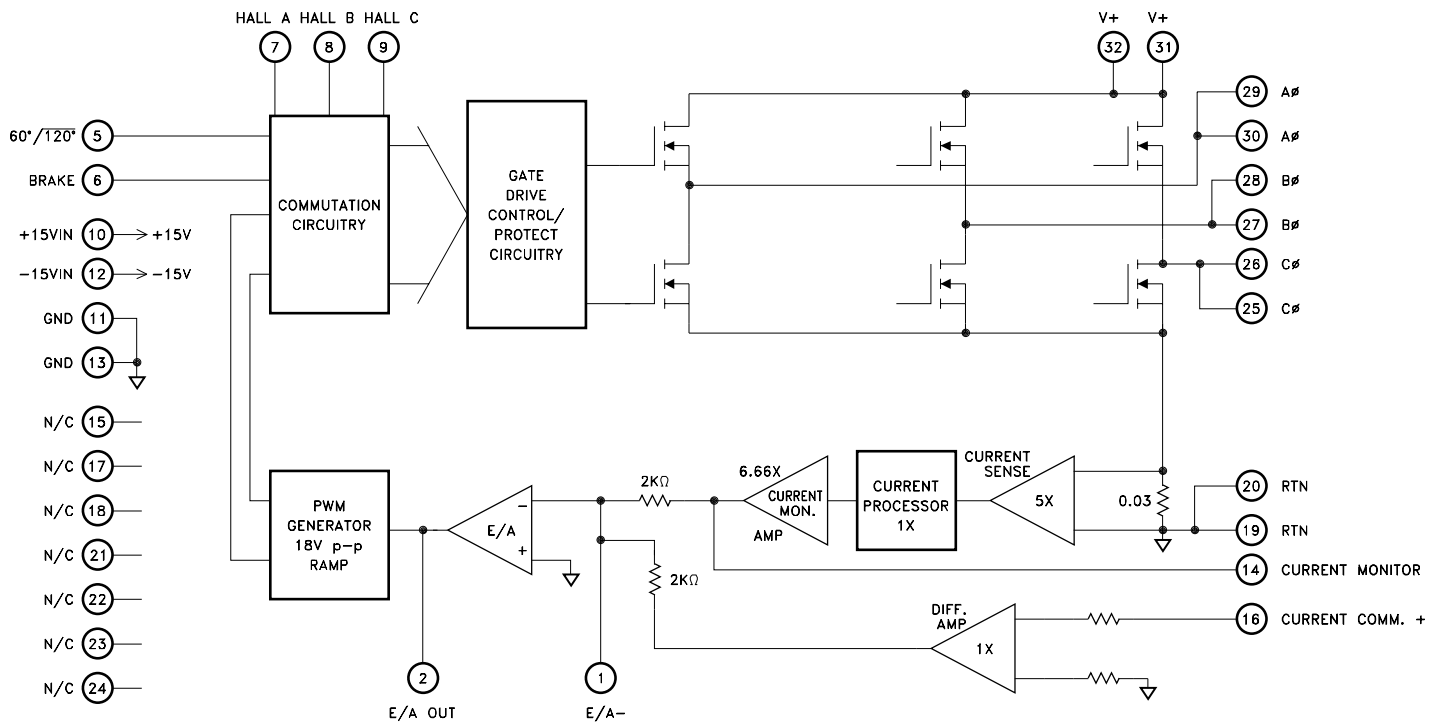 HALL A HALL B HALL C
7 8 9
V+ V+
32 31
60°/120° 5
BRAKE 6
+15VIN 10 +15V
-15VIN 12 -15V
GND 11
GND 13
N/C 15
N/C 17
N/C 18
N/C 21
N/C 22
N/C 23
N/C 24
COMMUTATION
CIRCUITRY
GATE
DRIVE
CONTROL/
PROTECT
CIRCUITRY
29 AØ
30 AØ
28 BØ
27 BØ
26 CØ
25 CØ
PWM
GENERATOR
18V p-p
RAMP
E/A
-
+
2KΩ
2KΩ
6.66X
CURRENT
MON.
AMP
CURRENT
PROCESSOR
1X
CURRENT
SENSE
5X
0.03
20 RTN
19 RTN
14 CURRENT MONITOR
DIFF.
AMP
1X
16 CURRENT COMM. +
2
E/A OUT
1
E/A-